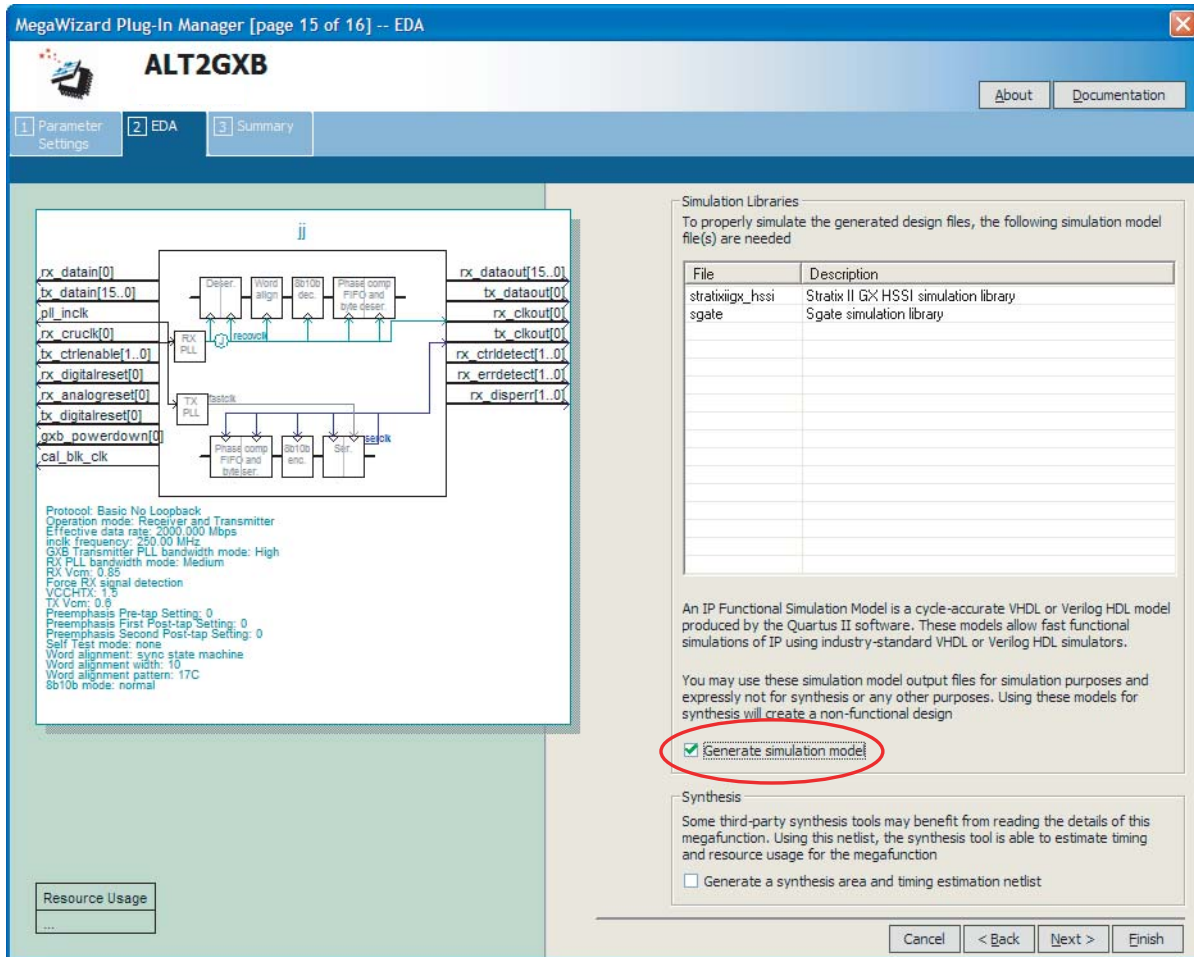 MegaWizard Plug-In Manager [page 15 of 16] -- EDA
ALT2GXB
About
Documentation
1 Parameter Settings
2 EDA
3 Summary
jj
rx_datain[0]
tx_datain[15..0]
pll_inclk
rx_cruclk[0]
tx_ctrlenable[1..0]
rx_digitalreset[0]
rx_analogreset[0]
tx_digitalreset[0]
gxb_powerdown[0]
cal_blk_clk
Deser.
Word align
8b10b dec.
Phase comp FIFO and byte deser.
RX PLL
recovclk
TX PLL
fastclk
Phase comp FIFO and byte ser.
8b10b enc.
Ser.
serclk
rx_dataout[15..0]
tx_dataout[0]
rx_clkout[0]
tx_clkout[0]
rx_ctrldetect[1..0]
rx_errdetect[1..0]
rx_disperr[1..0]
Protocol: Basic No Loopback
Operation mode: Receiver and Transmitter
Effective data rate: 2000.000 Mbps
inclk frequency: 250.00 MHz
GXB Transmitter PLL bandwidth mode: High
RX PLL bandwidth mode: Medium
RX Vcm: 0.85
Force RX signal detection
VCCHTX: 1.5
TX Vcm: 0.6
Preemphasis Pre-tap Setting: 0
Preemphasis First Post-tap Setting: 0
Preemphasis Second Post-tap Setting: 0
Self Test mode: none
Word alignment: sync state machine
Word alignment width: 10
Word alignment pattern: 17C
8b10b mode: normal
Resource Usage
...
Simulation Libraries
To properly simulate the generated design files, the following simulation model
file(s) are needed
File Description
stratixiigx_hssi Stratix II GX HSSI simulation library
sgate Sgate simulation library
An IP Functional Simulation Model is a cycle-accurate VHDL or Verilog HDL model
produced by the Quartus II software. These models allow fast functional
simulations of IP using industry-standard VHDL or Verilog HDL simulators.
You may use these simulation model output files for simulation purposes and
expressly not for synthesis or any other purposes. Using these models for
synthesis will create a non-functional design
Generate simulation model
Synthesis
Some third-party synthesis tools may benefit from reading the details of this
megafunction. Using this netlist, the synthesis tool is able to estimate timing
and resource usage for the megafunction
Generate a synthesis area and timing estimation netlist
Cancel
< Back
Next >
Finish